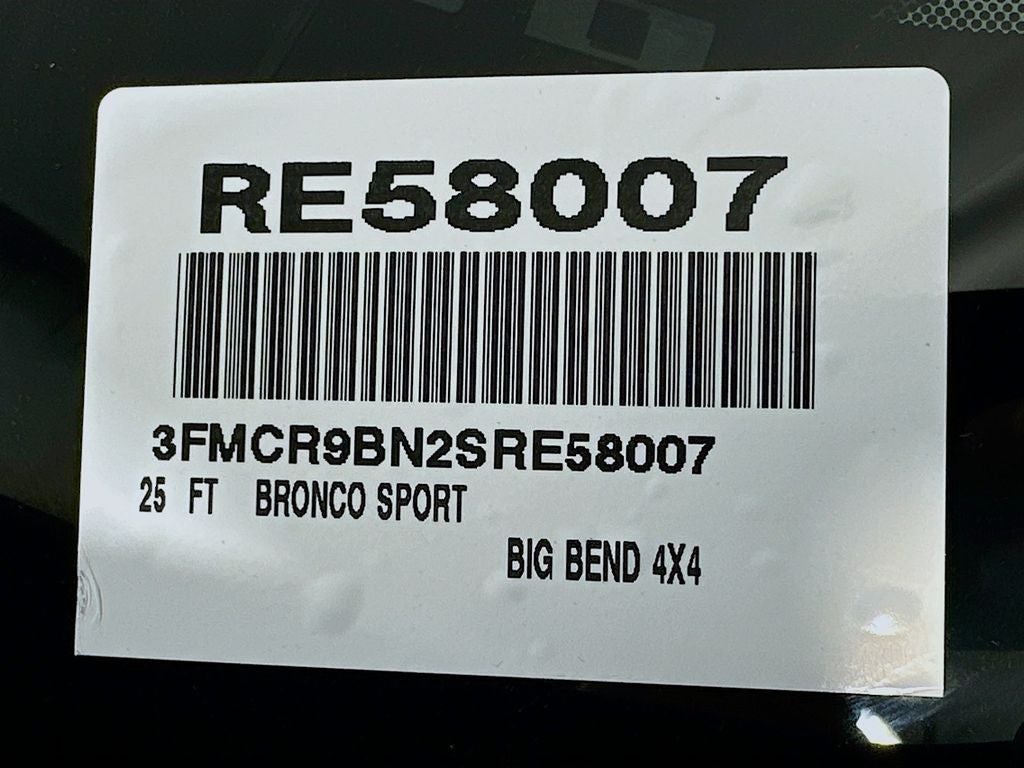 RE58007
3FMCR9BN2SRE58007
25 FT BRONCO SPORT
BIG BEND 4X4